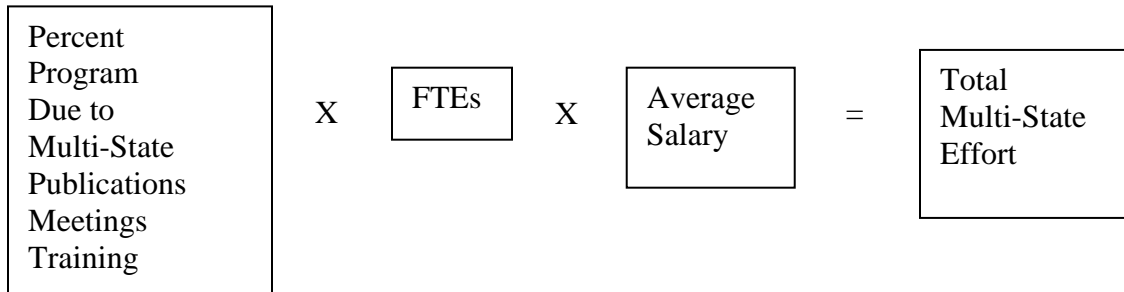 Percent
Program
Due to
Multi-State
Publications
Meetings
Training
X
FTEs
X
Average
Salary
=
Total
Multi-State
Effort